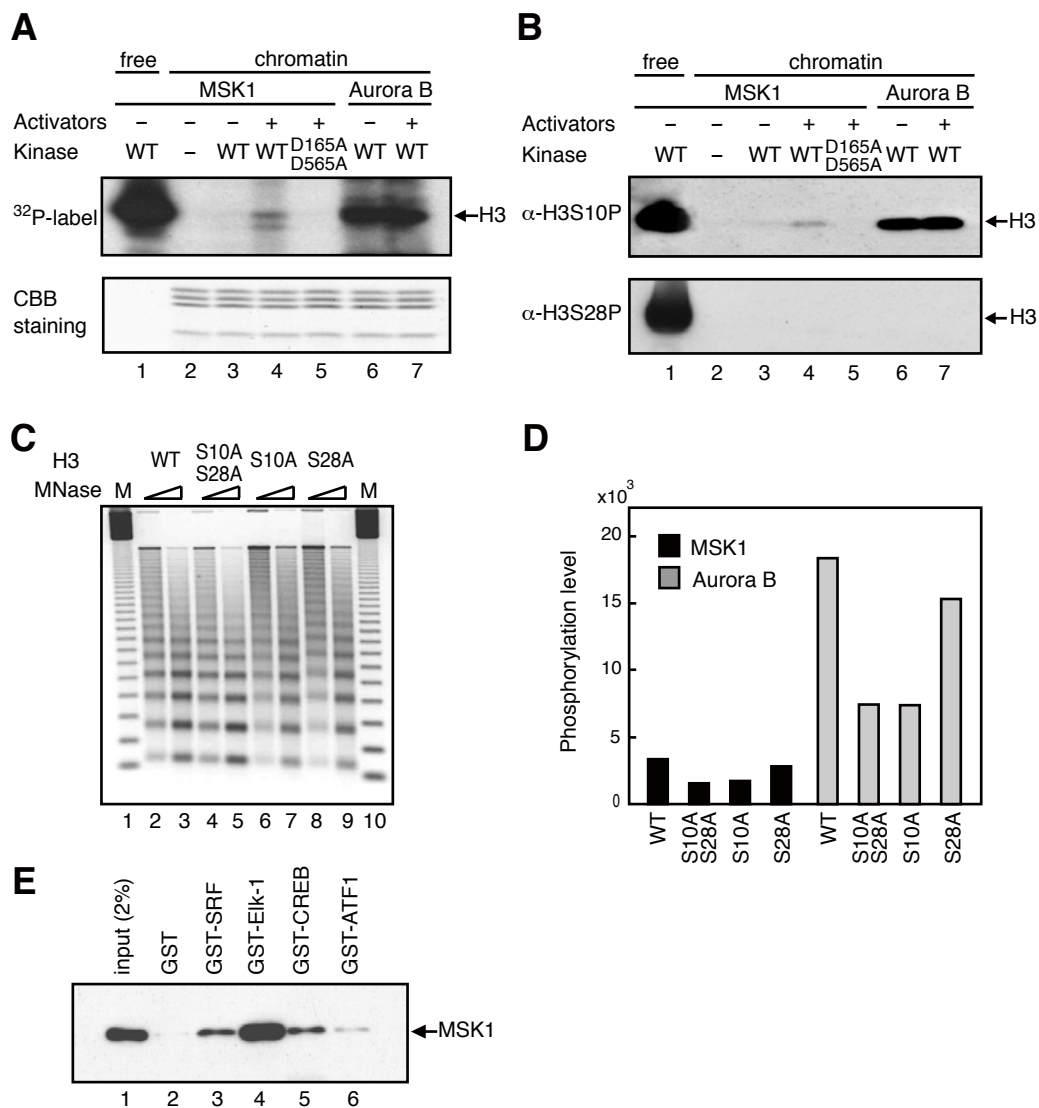 A
free chromatin
MSK1 Aurora B
Activators – – – + + – +
Kinase WT – WT WT D165A D565A WT WT
³²P-label
H3
CBB
staining
1 2 3 4 5 6 7
B
free chromatin
MSK1 Aurora B
Activators – – – + + – +
Kinase WT – WT WT D165A D565A WT WT
α-H3S10P
H3
α-H3S28P
H3
1 2 3 4 5 6 7
C
H3 WT S10A S28A S10A S28A
MNase M M
1 2 3 4 5 6 7 8 9 10
D
x10³
20
15
10
5
0
Phosphorylation level
MSK1
Aurora B
WT
S10A
S28A
S10A
S28A
WT
S10A
S28A
S10A
S28A
E
input (2%)
GST
GST-SRF
GST-Elk-1
GST-CREB
GST-ATF1
MSK1
1 2 3 4 5 6